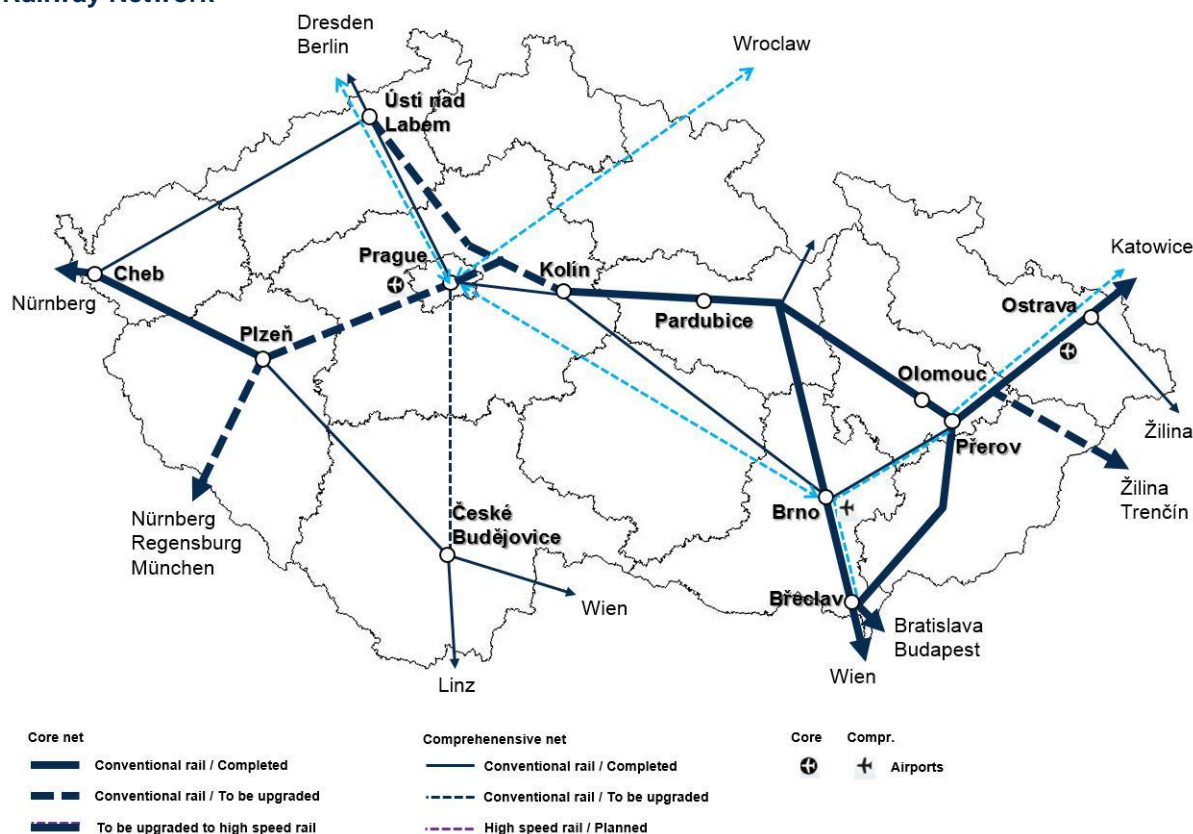 Railway Network
Dresden
Berlin
Wroclaw
Ústí nad
Labem
Katowice
Prague
Kolín
Cheb
Nürnberg
Ostrava
Pardubice
Plzeň
Olomouc
Přerov
Žilina
Žilina
Trenčín
Brno
Nürnberg
Regensburg
München
České
Budějovice
Wien
Břeclav
Bratislava
Budapest
Wien
Linz
Core net
Comprehenensive net
Core Compr.
Conventional rail / Completed
Conventional rail / Completed
Airports
Conventional rail / To be upgraded
Conventional rail / To be upgraded
To be upgraded to high speed rail
High speed rail / Planned